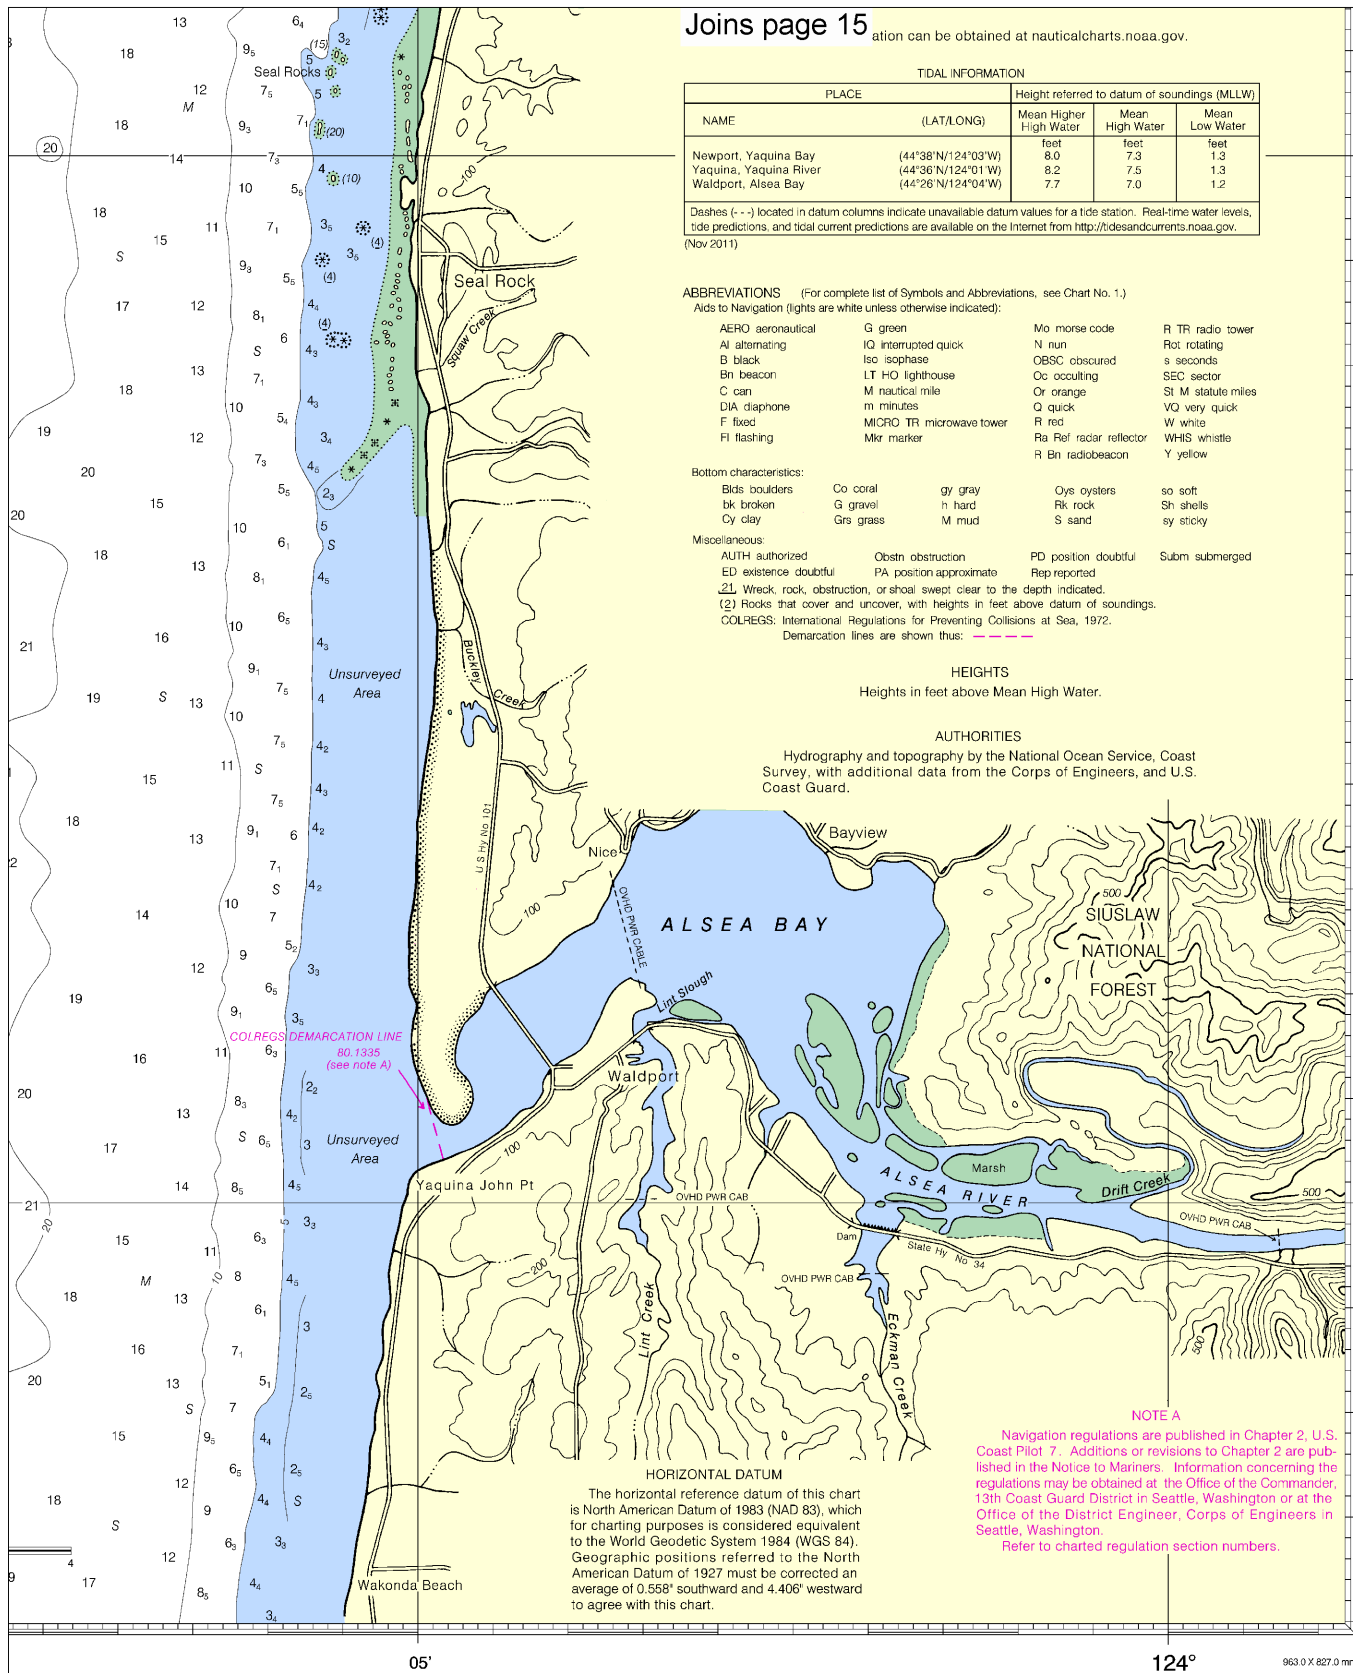 Joins page 15
ation can be obtained at nauticalcharts.noaa.gov.
TIDAL INFORMATION
PLACE
Height referred to datum of soundings (MLLW)
NAME (LAT/LONG) Mean Higher High Water Mean High Water Mean Low Water
feet feet feet
Newport, Yaquina Bay (44°38'N/124°03'W) 8.0 7.3 1.3
Yaquina, Yaquina River (44°36'N/124°01'W) 8.2 7.5 1.3
Waldport, Alsea Bay (44°26'N/124°04'W) 7.7 7.0 1.2
Dashes (- - -) located in datum columns indicate unavailable datum values for a tide station. Real-time water levels,
tide predictions, and tidal current predictions are available on the Internet from http://tidesandcurrents.noaa.gov.
(Nov 2011)
ABBREVIATIONS (For complete list of Symbols and Abbreviations, see Chart No. 1.)
Aids to Navigation (lights are white unless otherwise indicated):
AERO aeronautical G green Mo morse code R TR radio tower
Al alternating IQ interrupted quick N nun Rot rotating
B black Iso isophase OBSC obscured s seconds
Bn beacon LT HO lighthouse Oc occulting SEC sector
C can M nautical mile Or orange St M statute miles
DIA diaphone m minutes Q quick VQ very quick
F fixed MICRO TR microwave tower R red W white
Fl flashing Mkr marker Ra Ref radar reflector WHIS whistle
R Bn radiobeacon Y yellow
Bottom characteristics:
Blds boulders Co coral gy gray Oys oysters so soft
bk broken G gravel h hard Rk rock Sh shells
Cy clay Grs grass M mud S sand sy sticky
Miscellaneous:
AUTH authorized Obstn obstruction PD position doubtful Subm submerged
ED existence doubtful PA position approximate Rep reported
21 Wreck, rock, obstruction, or shoal swept clear to the depth indicated.
(2) Rocks that cover and uncover, with heights in feet above datum of soundings.
COLREGS: International Regulations for Preventing Collisions at Sea, 1972.
Demarcation lines are shown thus:
HEIGHTS
Heights in feet above Mean High Water.
AUTHORITIES
Hydrography and topography by the National Ocean Service, Coast
Survey, with additional data from the Corps of Engineers, and U.S.
Coast Guard.
Seal Rocks
Seal Rock
Squaw Creek
Buckley
Creek
Unsurveyed
Area
U S Hy No 101
Nice
Bayview
OVHD PWR CABLE
ALSEA BAY
Lint Slough
SIUSLAW
NATIONAL
FOREST
500
COLREGS DEMARCATION LINE
80.1335
(see note A)
Waldport
Unsurveyed
Area
Yaquina John Pt
100
200
OVHD PWR CAB
Marsh
ALSEA RIVER
Drift Creek
500
OVHD PWR CAB
Dam
State Hy No 34
OVHD PWR CAB
Lint Creek
Eckman Creek
500
Wakonda Beach
HORIZONTAL DATUM
The horizontal reference datum of this chart
is North American Datum of 1983 (NAD 83), which
for charting purposes is considered equivalent
to the World Geodetic System 1984 (WGS 84).
Geographic positions referred to the North
American Datum of 1927 must be corrected an
average of 0.558" southward and 4.406" westward
to agree with this chart.
NOTE A
Navigation regulations are published in Chapter 2, U.S.
Coast Pilot 7. Additions or revisions to Chapter 2 are pub-
lished in the Notice to Mariners. Information concerning the
regulations may be obtained at the Office of the Commander,
13th Coast Guard District in Seattle, Washington or at the
Office of the District Engineer, Corps of Engineers in
Seattle, Washington.
Refer to charted regulation section numbers.
05'
124°
963.0 X 827.0 mm